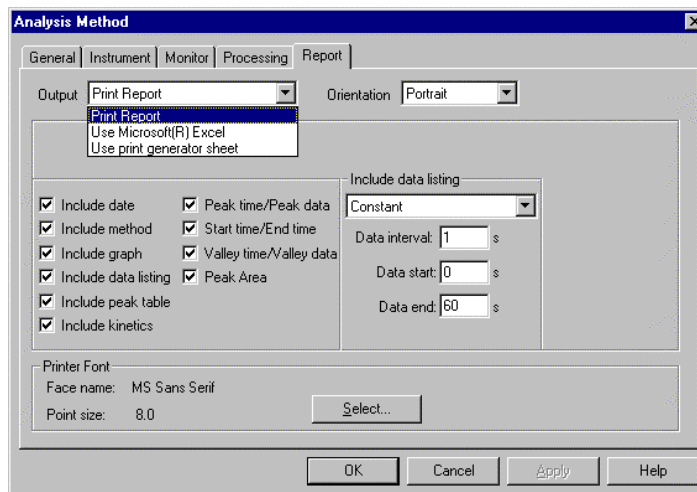 Analysis Method
General Instrument Monitor Processing Report
Output Print Report Orientation Portrait
Print Report
Use Microsoft(R) Excel
Use print generator sheet
Include data listing
Include date Peak time/Peak data Constant
Include method Start time/End time Data interval: 1 s
Include graph Valley time/Valley data
Include data listing Peak Area Data start: 0 s
Include peak table Data end: 60 s
Include kinetics
Printer Font
Face name: MS Sans Serif
Point size: 8.0 Select...
OK Cancel Apply Help